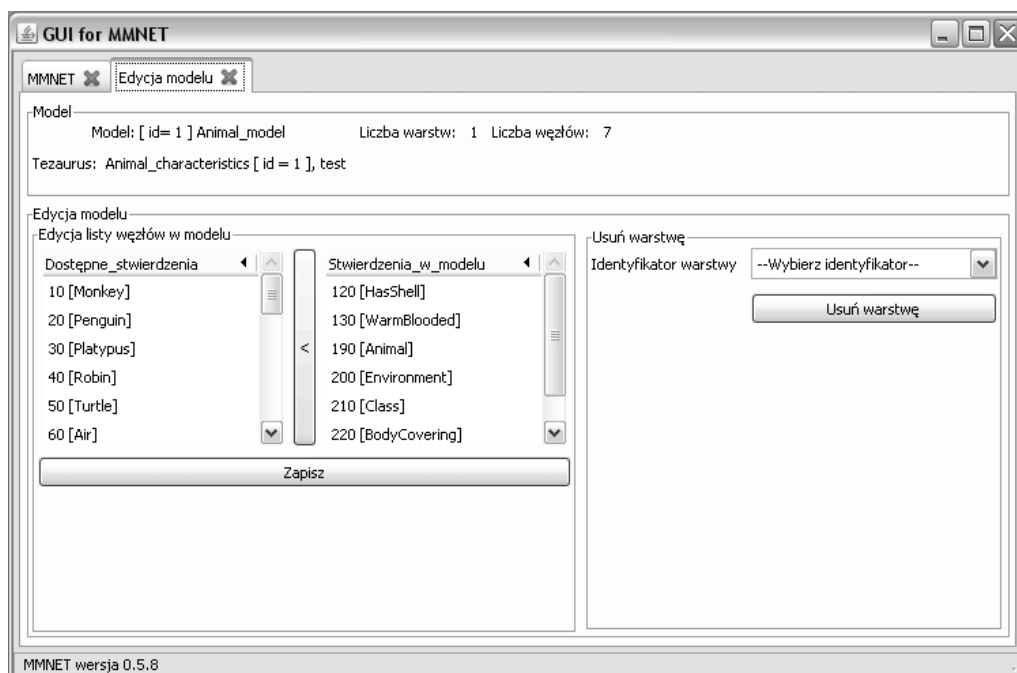 GUI for MMNET
MMNET
Edycja modelu
Model
Model: [ id= 1 ] Animal_model Liczba warstw: 1 Liczba węzłów: 7
Tezaurus: Animal_characteristics [ id = 1 ], test
Edycja modelu
Edycja listy węzłów w modelu
Dostępne_stwierdzenia
10 [Monkey]
20 [Penguin]
30 [Platypus]
40 [Robin]
50 [Turtle]
60 [Air]
<
Stwierdzenia_w_modelu
120 [HasShell]
130 [WarmBlooded]
190 [Animal]
200 [Environment]
210 [Class]
220 [BodyCovering]
Zapisz
Usuń warstwę
Identyfikator warstwy --Wybierz identyfikator--
Usuń warstwę
MMNET wersja 0.5.8